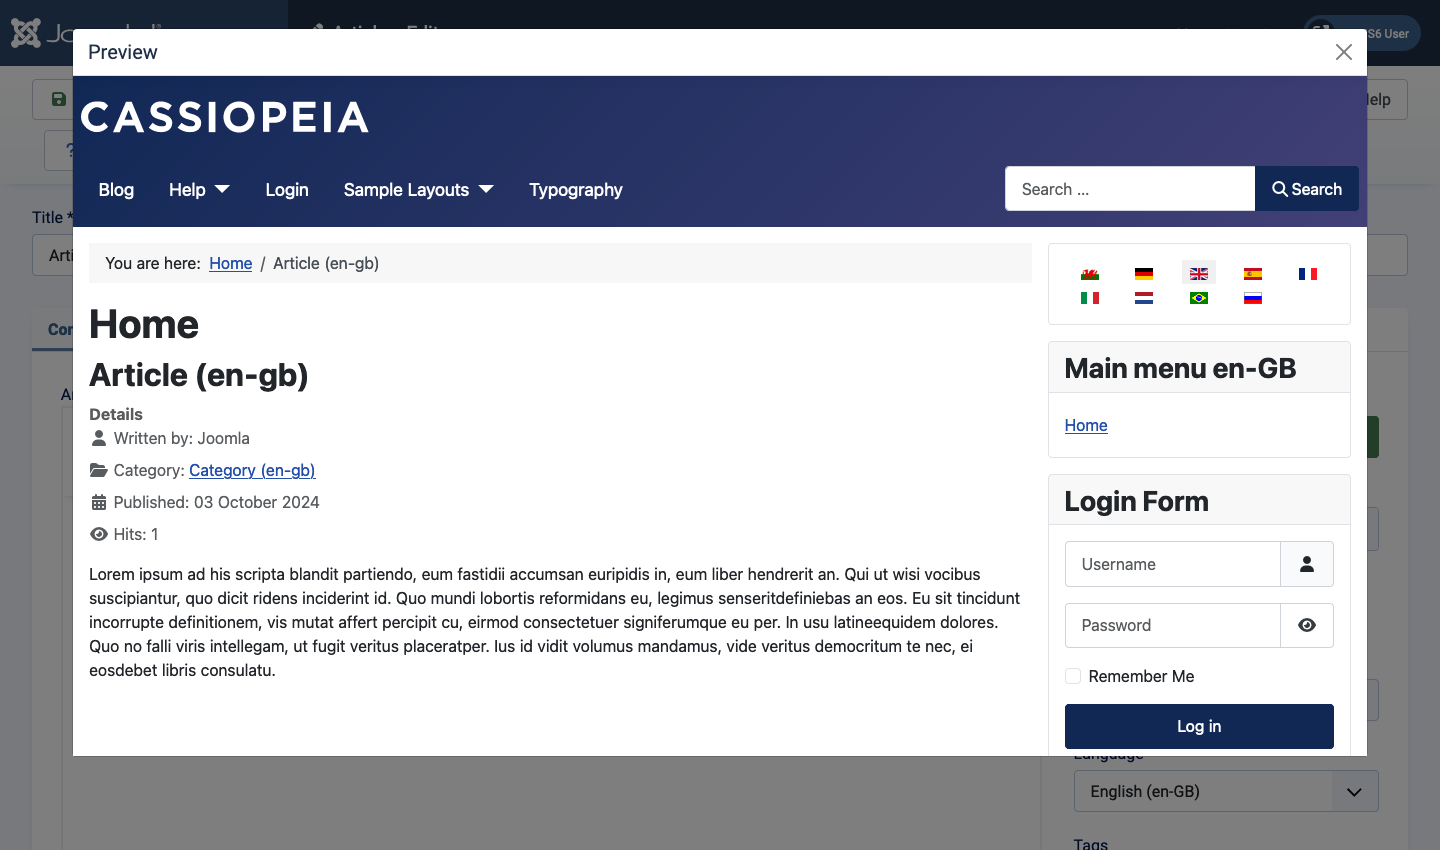 Preview
S6 User
elp
Title *
CASSIOPEIA
Blog
Help
Login
Sample Layouts
Typography
Search ...
Search
You are here: Home / Article (en-gb)
Home
Article (en-gb)
Details
Written by: Joomla
Category: Category (en-gb)
Published: 03 October 2024
Hits: 1
Lorem ipsum ad his scripta blandit partiendo, eum fastidii accumsan euripidis in, eum liber hendrerit an. Qui ut wisi vocibus
suscipiantur, quo dicit ridens inciderint id. Quo mundi lobortis reformidans eu, legimus senseritdefiniebas an eos. Eu sit tincidunt
incorrupte definitionem, vis mutat affert percipit cu, eirmod consectetuer signiferumque eu per. In usu latineequidem dolores.
Quo no falli viris intellegam, ut fugit veritus placeratper. Ius id vidit volumus mandamus, vide veritus democritum te nec, ei
eosdebet libris consulatu.
Main menu en-GB
Home
Login Form
Username
Password
Remember Me
Log in
Language
English (en-GB)
Tags